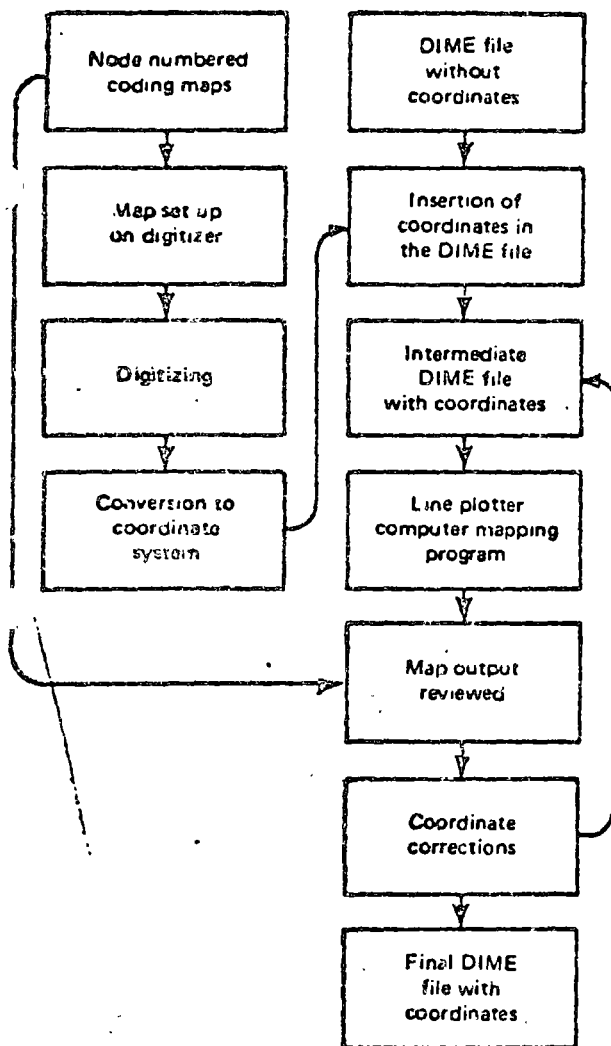 Node numbered
coding maps
Map set up
on digitizer
Digitizing
Conversion to
coordinate
system
DIME file
without
coordinates
Insertion of
coordinates in
the DIME file
Intermediate
DIME file
with coordinates
Line plotter
computer mapping
program
Map output
reviewed
Coordinate
corrections
Final DIME
file with
coordinates